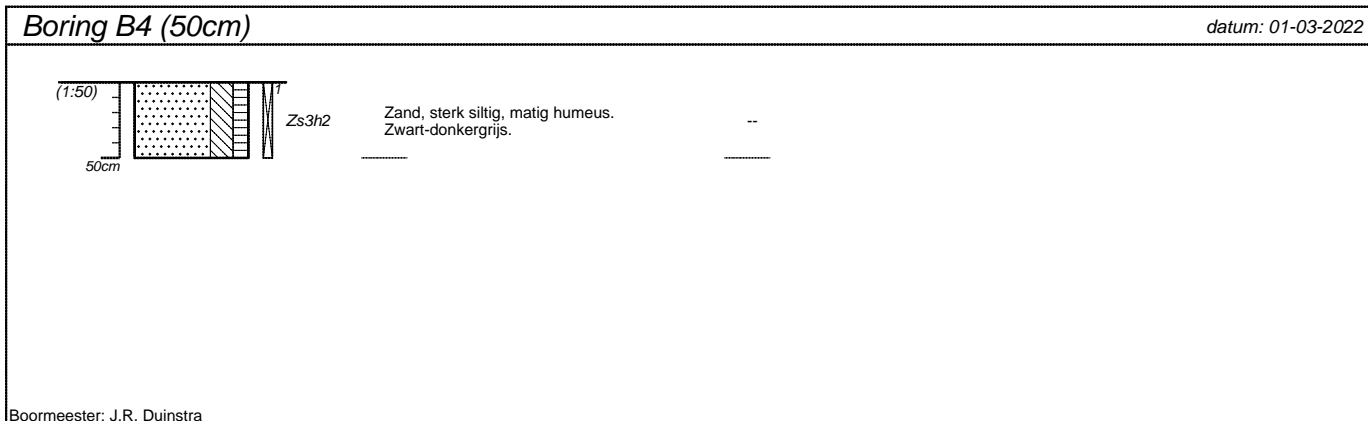 Boring B4 (50cm)
datum: 01-03-2022
(1:50)
1
Zs3h2
Zand, sterk siltig, matig humeus.
Zwart-donkergrijs.
--
50cm
Boormeester: J.R. Duinstra